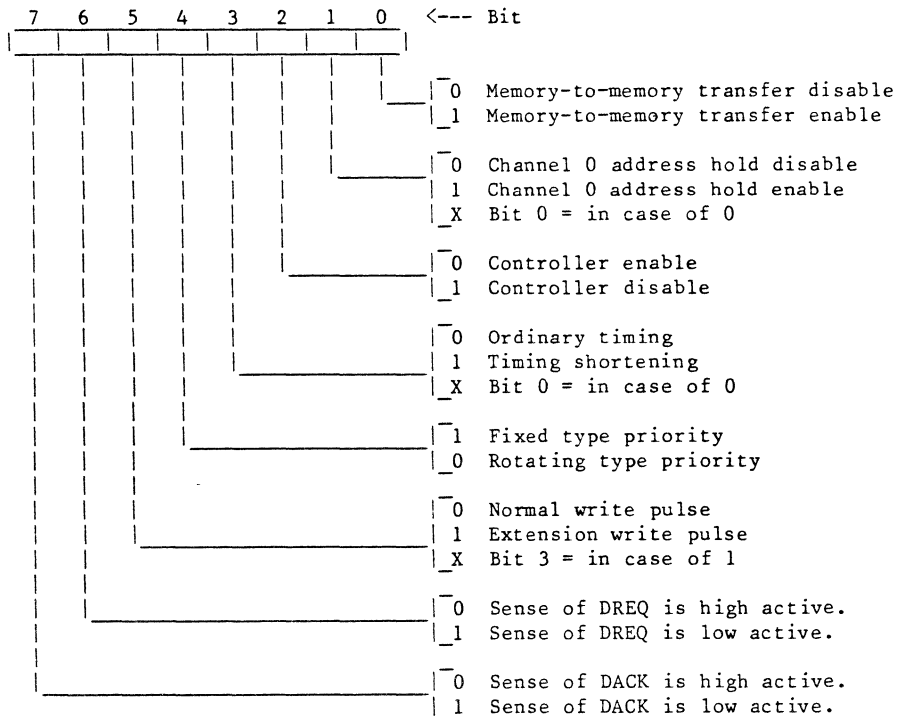 7 6 5 4 3 2 1 0 <--- Bit
0 Memory-to-memory transfer disable
1 Memory-to-memory transfer enable
0 Channel 0 address hold disable
1 Channel 0 address hold enable
X Bit 0 = in case of 0
0 Controller enable
1 Controller disable
0 Ordinary timing
1 Timing shortening
X Bit 0 = in case of 0
1 Fixed type priority
0 Rotating type priority
0 Normal write pulse
1 Extension write pulse
X Bit 3 = in case of 1
0 Sense of DREQ is high active.
1 Sense of DREQ is low active.
0 Sense of DACK is high active.
1 Sense of DACK is low active.